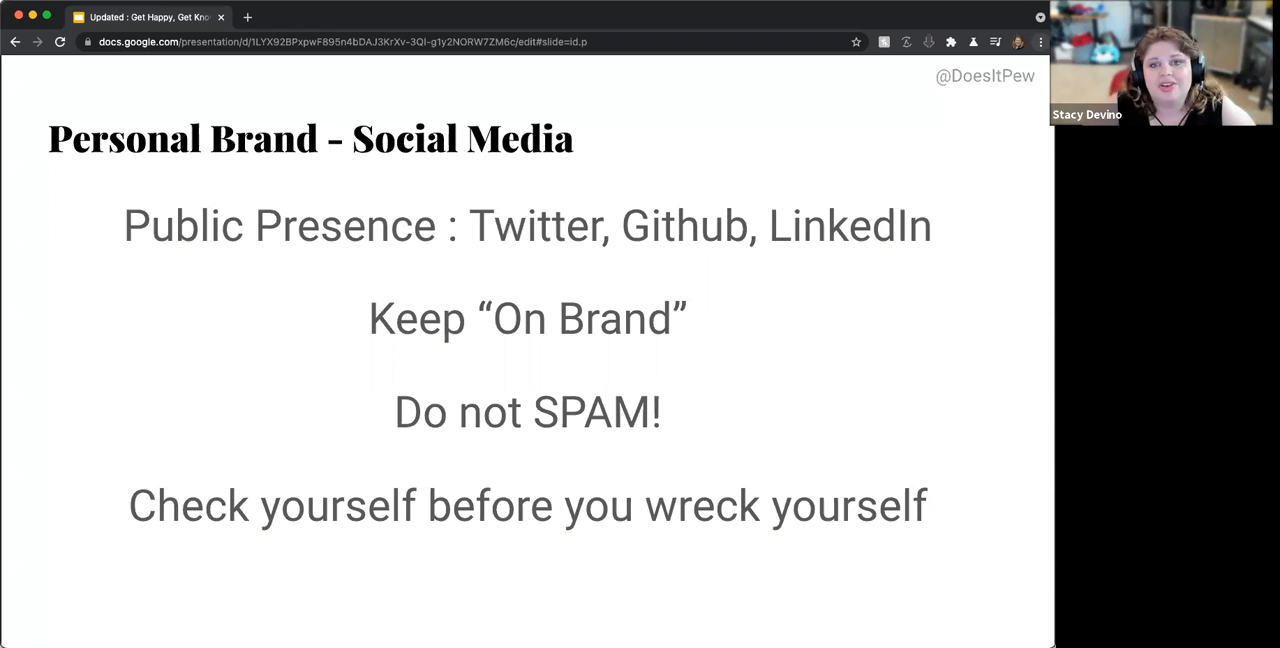 Updated : Get Happy, Get Kno
docs.google.com/presentation/d/1LYX92BPxpwF895n4bDAJ3KrXv-3Ql-g1y2NORW7ZM6c/edit#slide=id.p
@DoesItPew
Stacy Devino
Personal Brand - Social Media
Public Presence : Twitter, Github, LinkedIn
Keep “On Brand”
Do not SPAM!
Check yourself before you wreck yourself